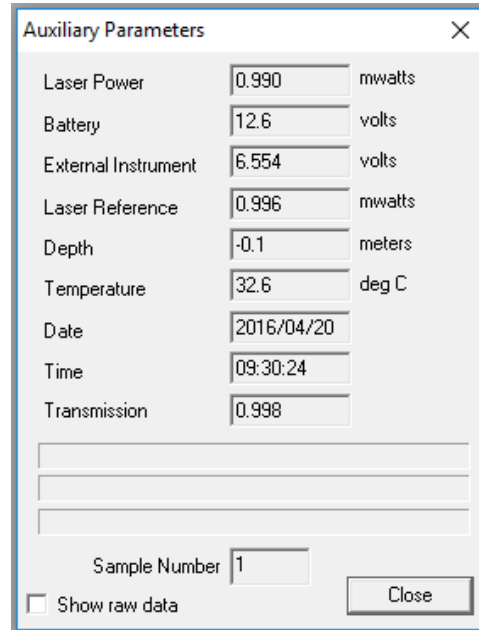 Auxiliary Parameters
Laser Power 0.990 mwatts
Battery 12.6 volts
External Instrument 6.554 volts
Laser Reference 0.996 mwatts
Depth -0.1 meters
Temperature 32.6 deg C
Date 2016/04/20
Time 09:30:24
Transmission 0.998
Sample Number 1
Show raw data Close